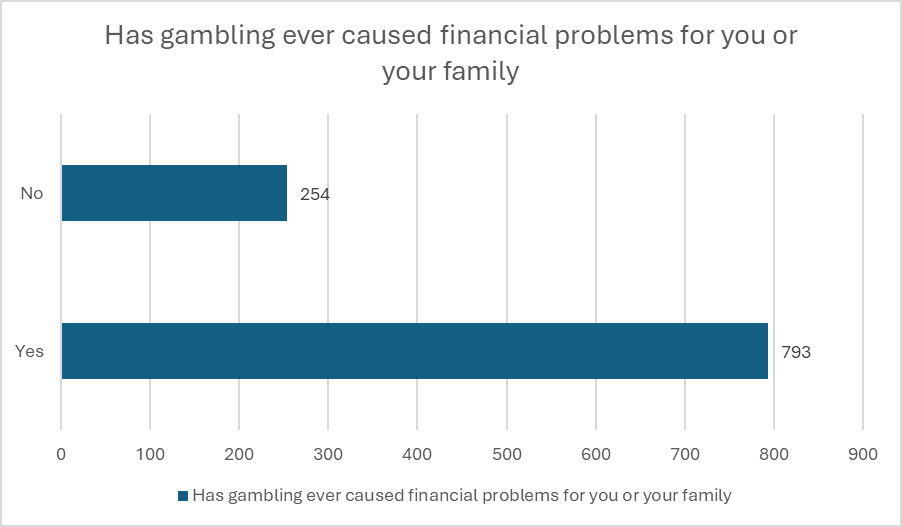 Has gambling ever caused financial problems for you or
your family
No
254
Yes
793
0 100 200 300 400 500 600 700 800 900
Has gambling ever caused financial problems for you or your family